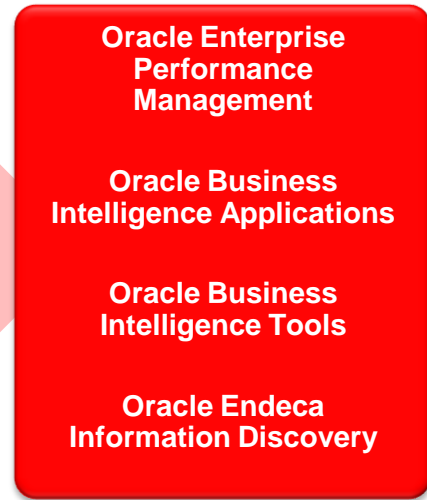 Oracle Enterprise
Performance
Management
Oracle Business
Intelligence Applications
Oracle Business
Intelligence Tools
Oracle Endeca
Information Discovery